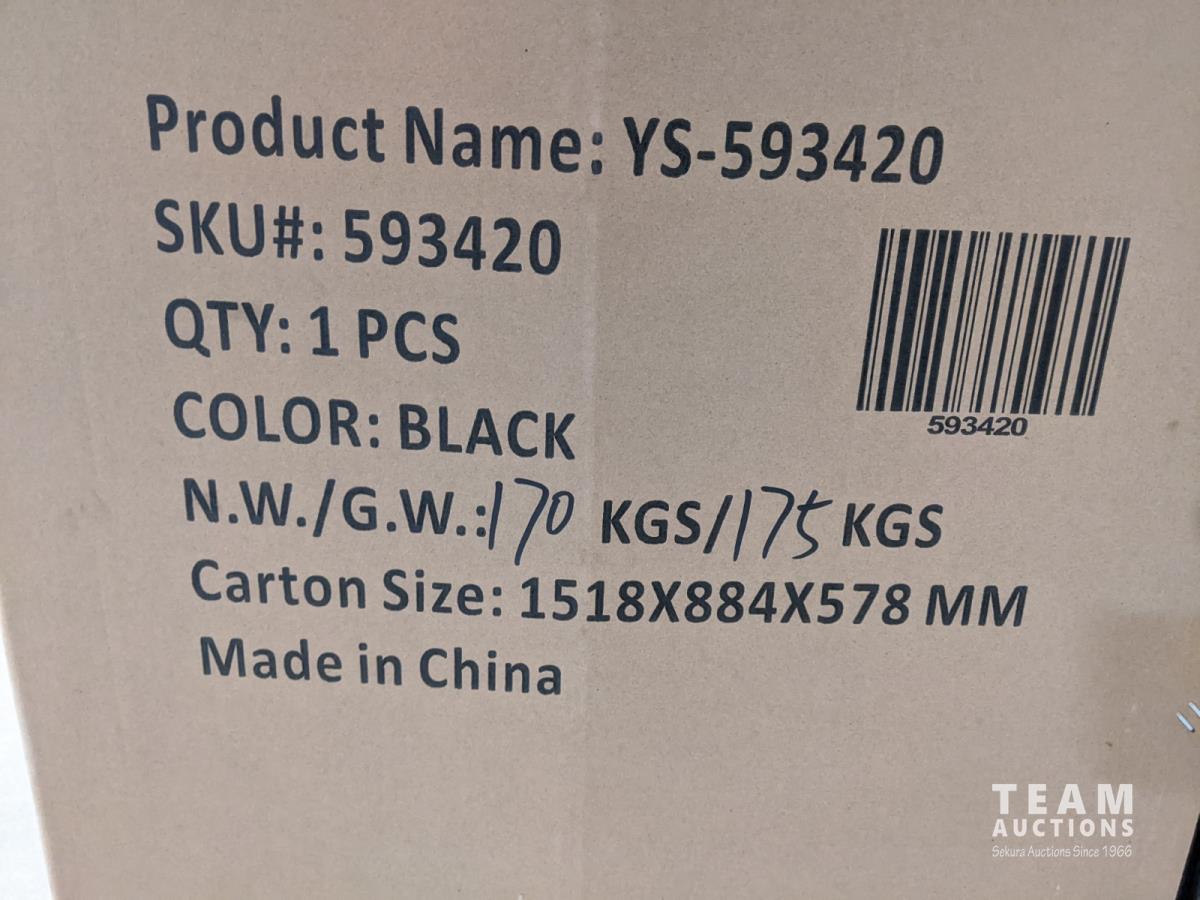 Product Name: YS-593420
SKU#: 593420
QTY: 1 PCS
COLOR: BLACK
593420
N.W./G.W.:170 KGS/175 KGS
Carton Size: 1518X884X578 MM
Made in China
TEAM
AUCTIONS
Sekura Auctions Since 1966